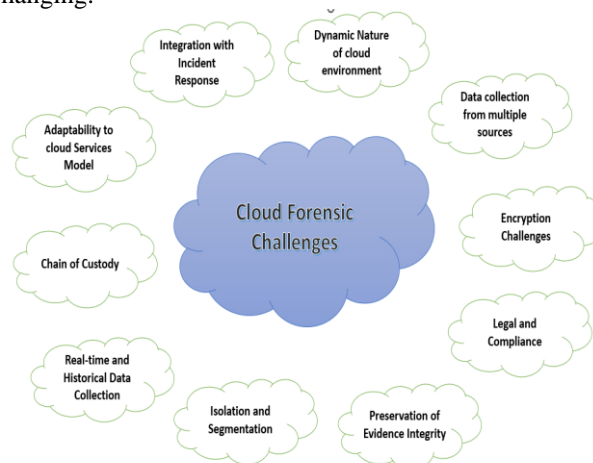 hanging.
Integration with
Incident
Response
Dynamic Nature
of cloud
environment
Data collection
from multiple
sources
Adaptability to
cloud Services
Model
Cloud Forensic
Challenges
Encryption
Challenges
Chain of Custody
Legal and
Compliance
Real-time and
Historical Data
Collection
Isolation and
Segmentation
Preservation of
Evidence Integrity